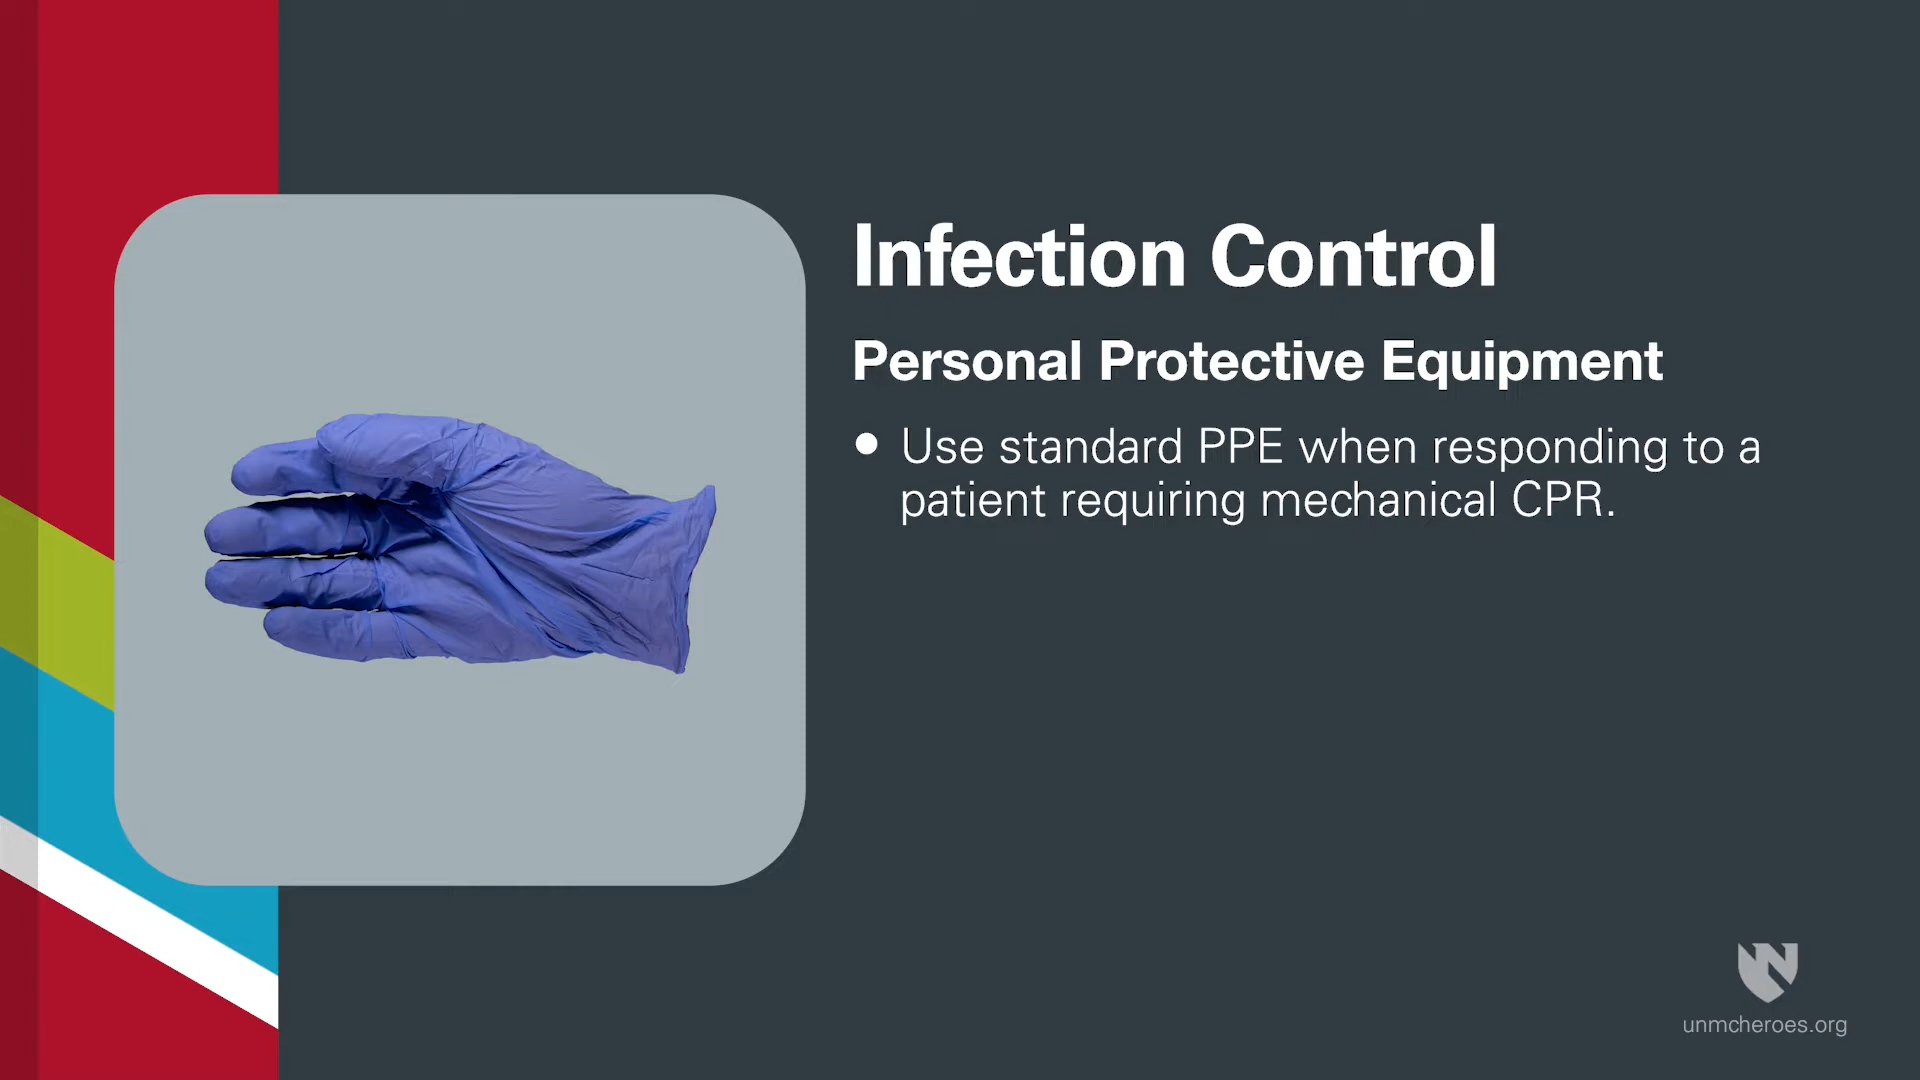 Infection Control
Personal Protective Equipment
● Use standard PPE when responding to a
patient requiring mechanical CPR.
unmcheroes.org